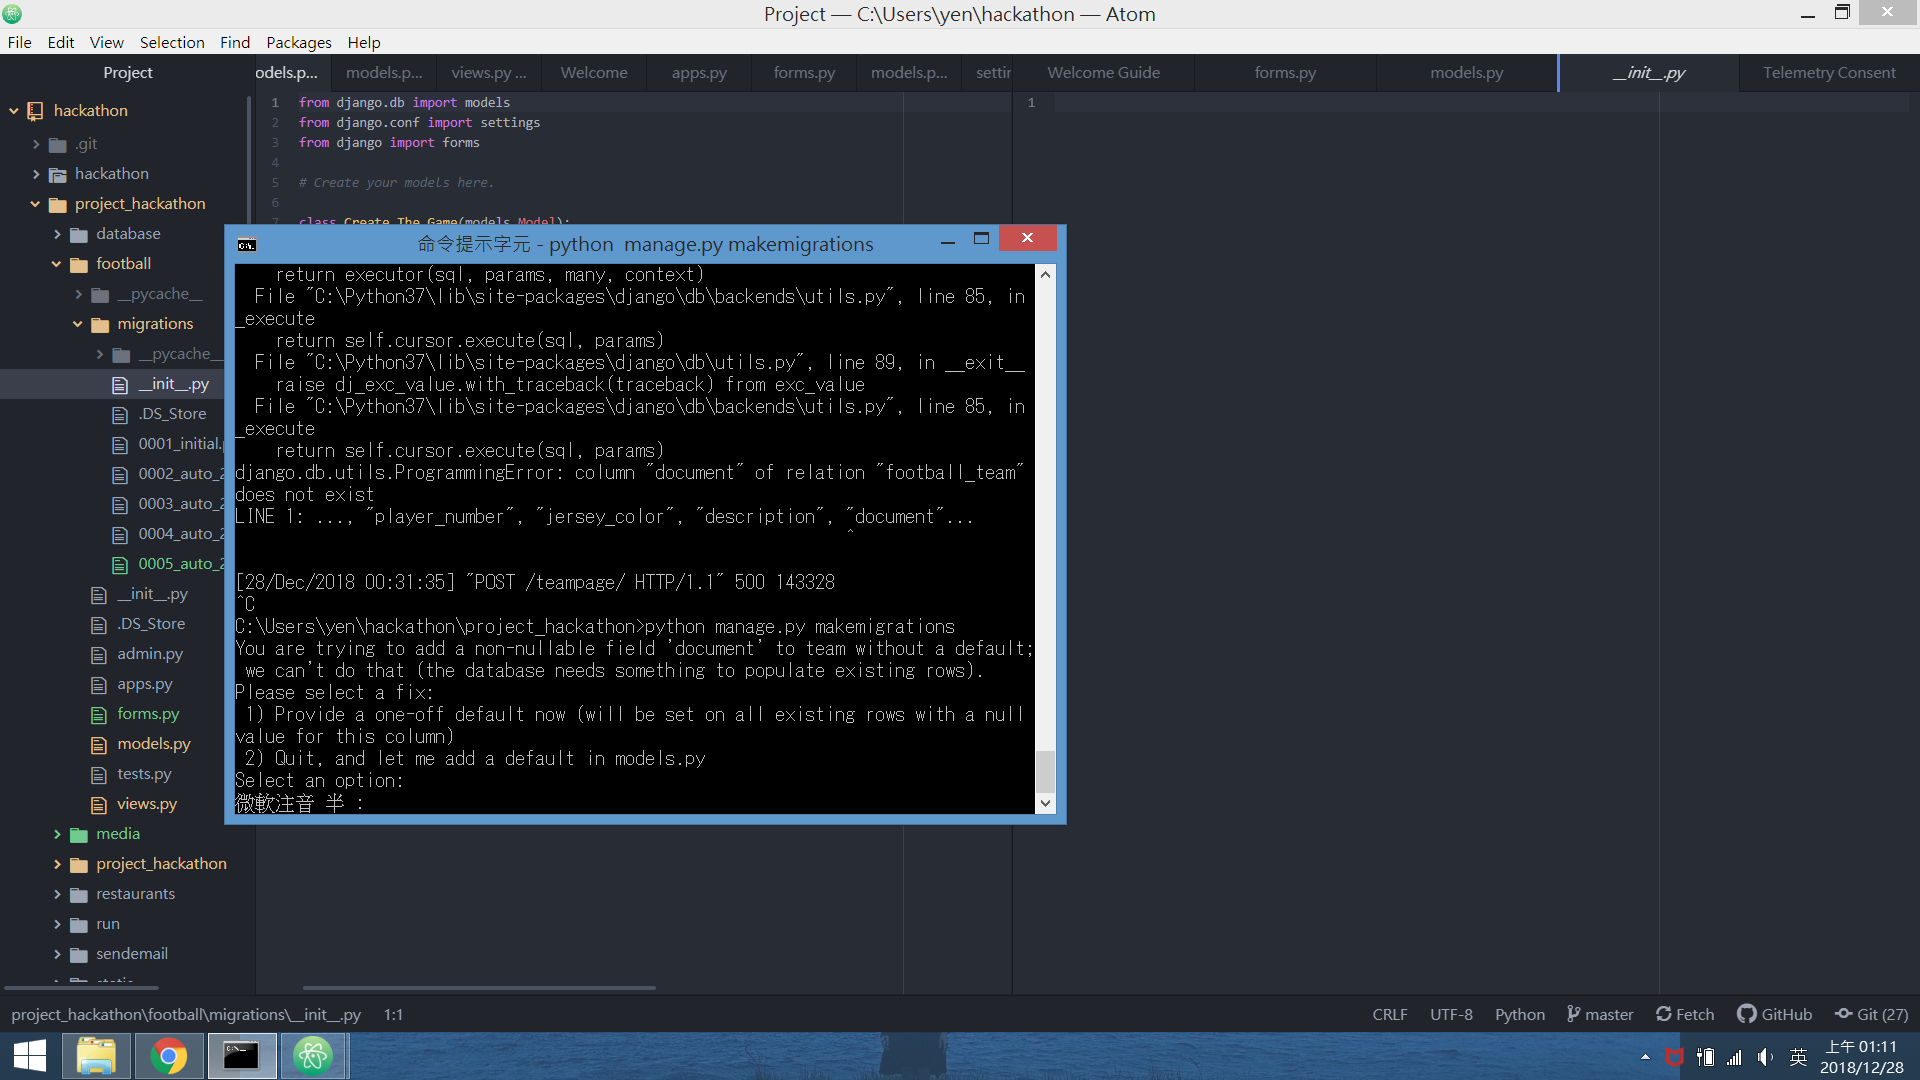 Project — C:\Users\yen\hackathon — Atom
File Edit View Selection Find Packages Help
Project
odels.p... models.p... views.py ... Welcome apps.py forms.py models.p... settin Welcome Guide forms.py models.py __init__.py Telemetry Consent
hackathon
.git
hackathon
project_hackathon
database
football
__pycache__
migrations
__pycache__
__init__.py
.DS_Store
0001_initial.
0002_auto_2
0003_auto_2
0004_auto_2
0005_auto_2
__init__.py
.DS_Store
admin.py
apps.py
forms.py
models.py
tests.py
views.py
media
project_hackathon
restaurants
run
sendemail
static
1 from django.db import models
2 from django.conf import settings
3 from django import forms
4
5 # Create your models here.
6
7 class Create_The_Game(models.Model):
1
命令提示字元 - python manage.py makemigrations
return executor(sql, params, many, context)
File "C:\Python37\lib\site-packages\django\db\backends\utils.py", line 85, in
_execute
return self.cursor.execute(sql, params)
File "C:\Python37\lib\site-packages\django\db\utils.py", line 89, in __exit__
raise dj_exc_value.with_traceback(traceback) from exc_value
File "C:\Python37\lib\site-packages\django\db\backends\utils.py", line 85, in
_execute
return self.cursor.execute(sql, params)
django.db.utils.ProgrammingError: column "document" of relation "football_team"
does not exist
LINE 1: ..., "player_number", "jersey_color", "description", "document"...
^
[28/Dec/2018 00:31:35] "POST /teampage/ HTTP/1.1" 500 143328
^C
C:\Users\yen\hackathon\project_hackathon>python manage.py makemigrations
You are trying to add a non-nullable field 'document' to team without a default;
we can't do that (the database needs something to populate existing rows).
Please select a fix:
1) Provide a one-off default now (will be set on all existing rows with a null
value for this column)
2) Quit, and let me add a default in models.py
Select an option:
微軟注音 半 :
project_hackathon\football\migrations\__init__.py 1:1 CRLF UTF-8 Python master Fetch GitHub Git (27)
英 上午 01:11
2018/12/28